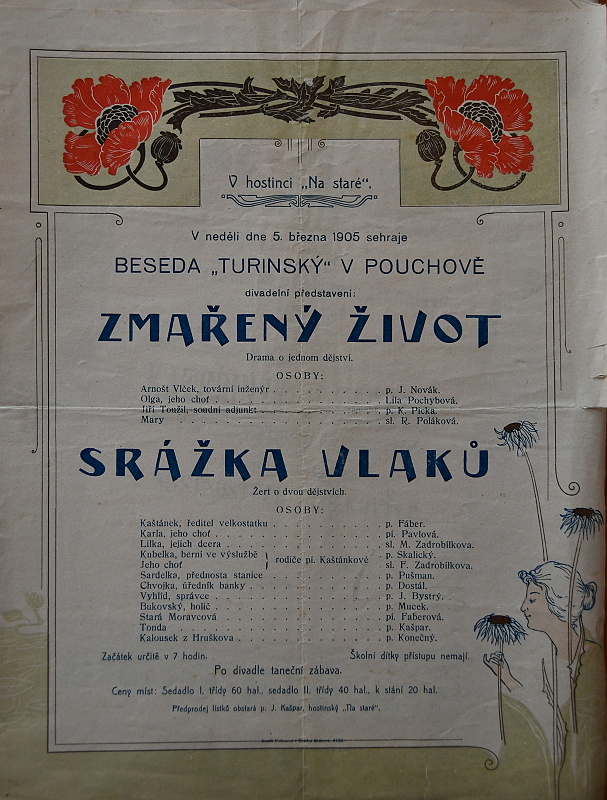 V hostinci „Na staré“.
V neděli dne 5. března 1905 sehraje
BESEDA „TURINSKÝ“ V POUCHOVĚ
divadelní představení:
ZMAŘENÝ ŽIVOT
Drama o jednom dějství.
OSOBY:
Arnošt Vlček, tovární inženýr . . . . . . . . . . . p. J. Novák.
Olga, jeho choť . . . . . . . . . . . . . . . . Lila Pochybová,
Jiří Toužil, soudní adjunkt . . . . . . . . . . . p. K. Picka.
Mary . . . . . . . . . . . . . . . . . . . sl. R. Poláková.
SRÁŽKA VLAKŮ
Žert o dvou dějstvích.
OSOBY:
Kaštánek, ředitel velkostatku . . . . . . . . . . . p. Fáber.
Karla, jeho choť . . . . . . . . . . . . . . . pí. Pavlová.
Lilka, jejich dcera . . . . . . . . . . . . . . sl. M. Zadrobílkova.
Kubelka, berní ve výslužbě } rodiče pí. Kaštánkové . . p. Skalický.
Jeho choť sl. F. Zadrobílkova.
Sardelka, přednosta stanice . . . . . . . . . . . p. Pušman.
Chvojka, úředník banky . . . . . . . . . . . . . p. Dostál.
Vyhlíd, správce . . . . . . . . . . . . . . . p. J. Bystrý.
Bukovský, holič . . . . . . . . . . . . . . . p. Mucek.
Stará Moravcová . . . . . . . . . . . . . . . pí. Faberová.
Tonda . . . . . . . . . . . . . . . . . . . p. Kašpar.
Kalousek z Hruškova . . . . . . . . . . . . . . p. Konečný.
Začátek určitě v 7 hodin. Školní dítky přístupu nemají.
Po divadle taneční zábava.
Ceny míst: Sedadlo I. třídy 60 hal., sedadlo II. třídy 40 hal., k stání 20 hal.
Předprodej lístků obstará p. J. Kašpar, hostinský „Na staré“.